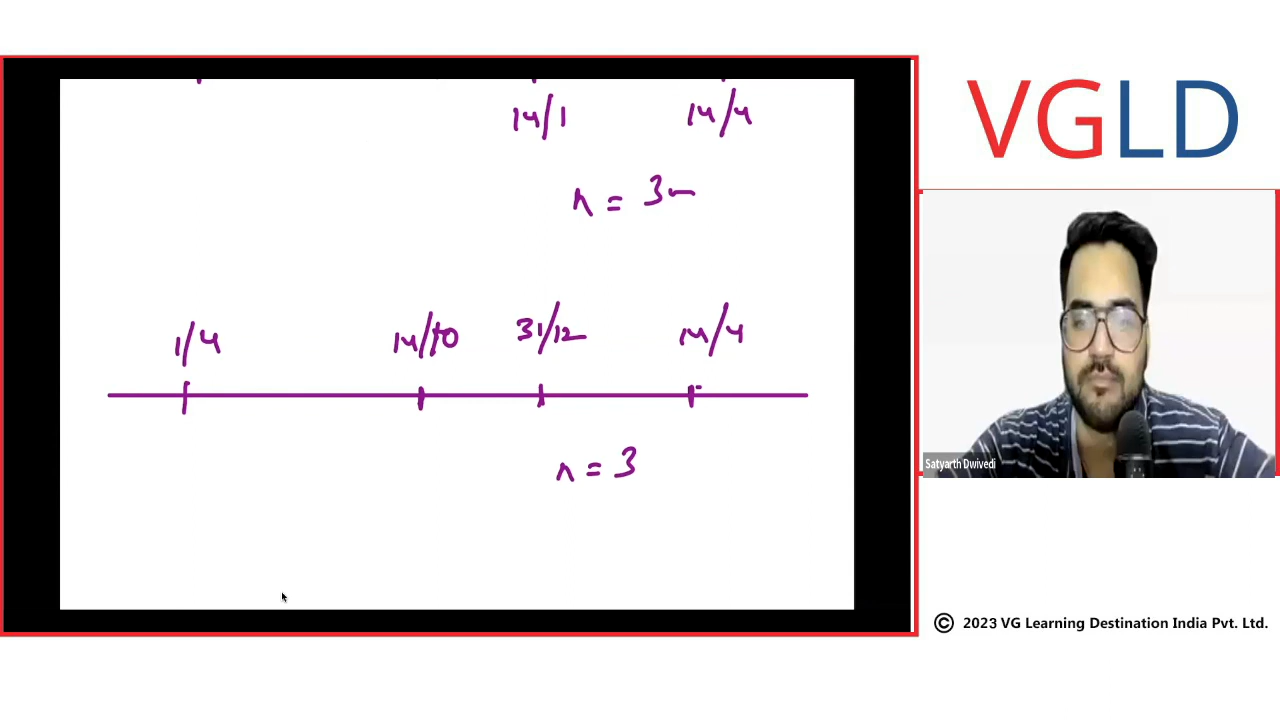 14/1 14/4
n = 3m
1/4 14/10 31/12 14/4
n = 3
VGLD
Satyarth Dwivedi
© 2023 VG Learning Destination India Pvt. Ltd.